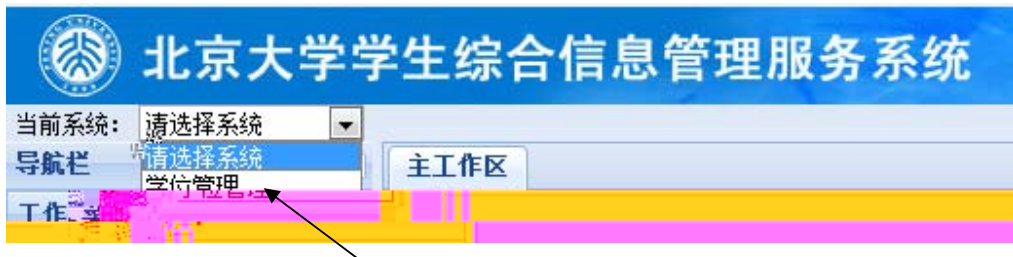 北京大学学生综合信息管理服务系统
当前系统: 请选择系统
导航栏 请选择系统 主工作区
学位管理
工作